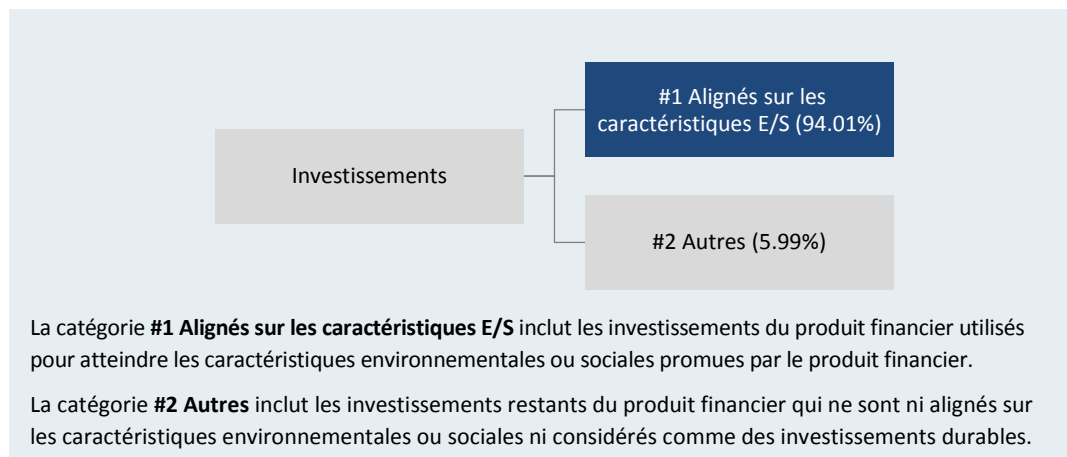 #1 Alignés sur les
caractéristiques E/S (94.01%)
Investissements
#2 Autres (5.99%)
La catégorie #1 Alignés sur les caractéristiques E/S inclut les investissements du produit financier utilisés
pour atteindre les caractéristiques environnementales ou sociales promues par le produit financier.
La catégorie #2 Autres inclut les investissements restants du produit financier qui ne sont ni alignés sur
les caractéristiques environnementales ou sociales ni considérés comme des investissements durables.